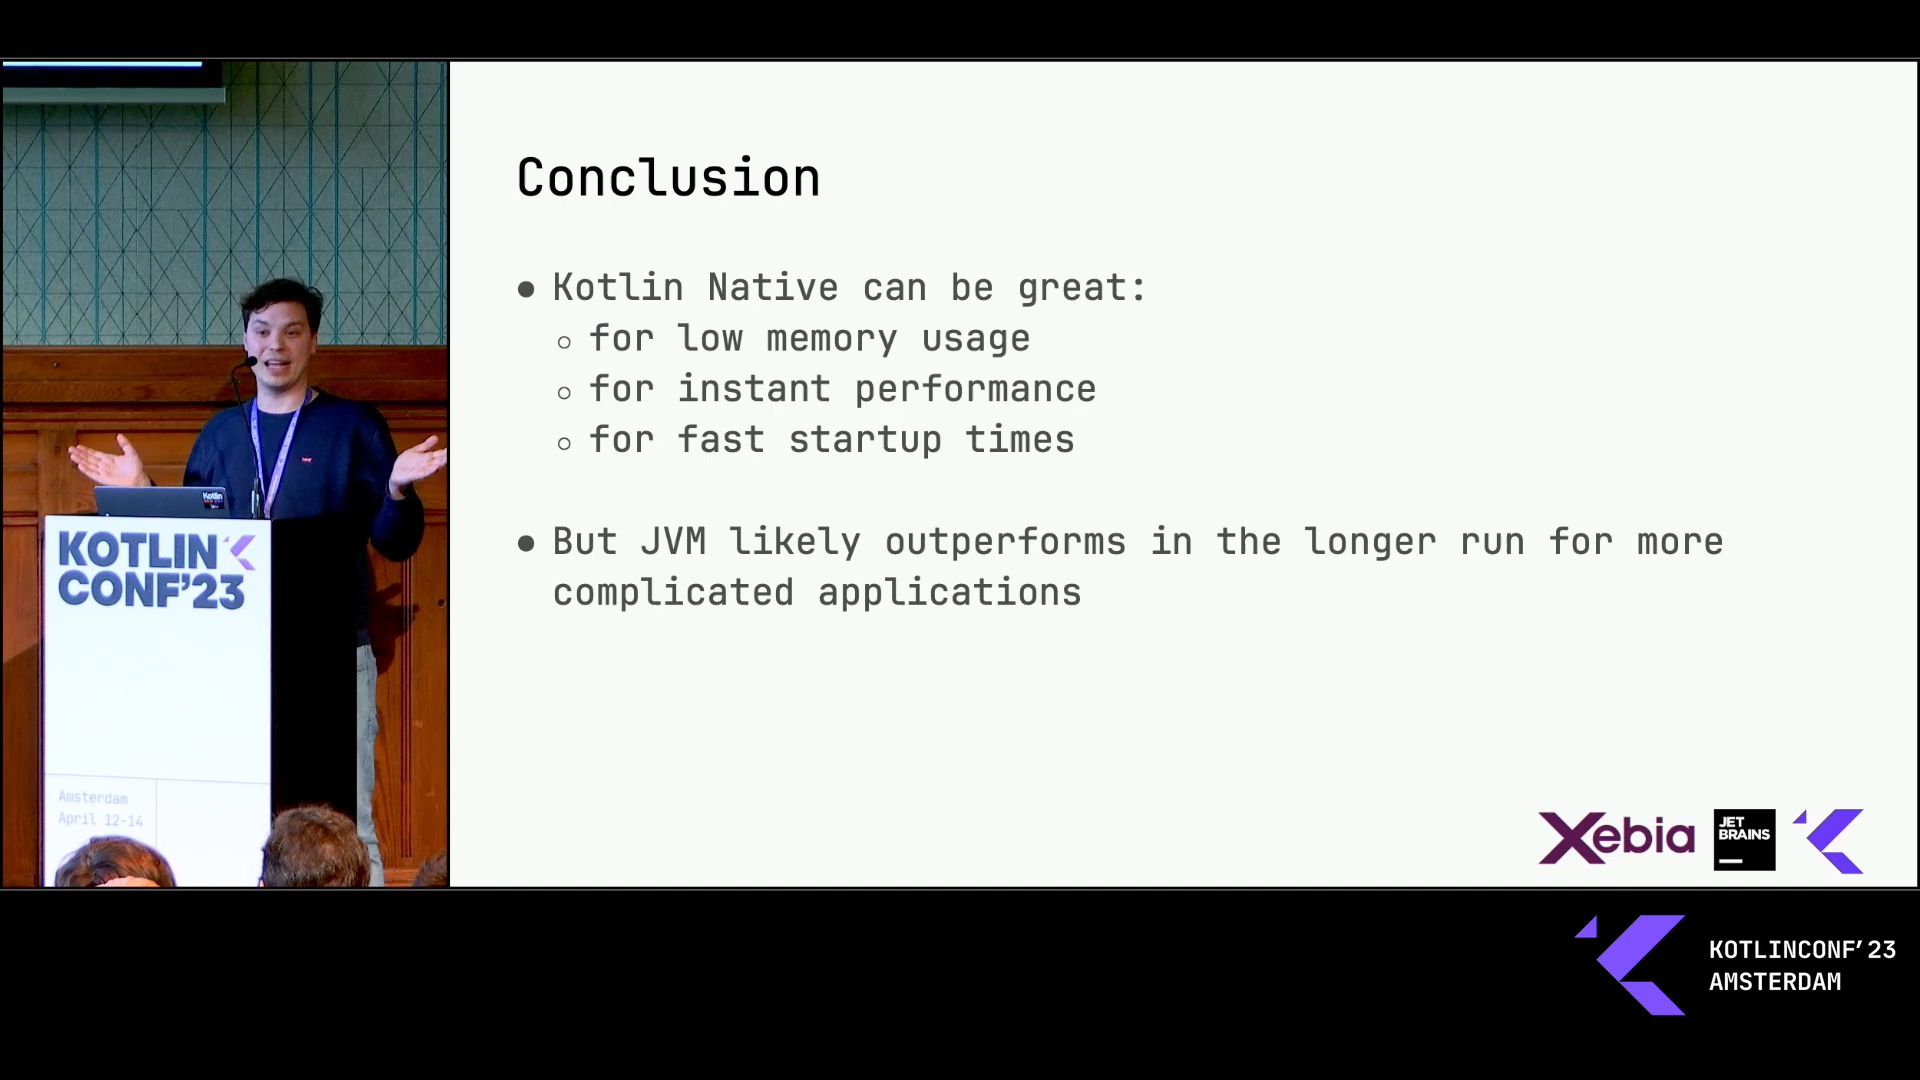 Conclusion
● Kotlin Native can be great:
○ for low memory usage
○ for instant performance
○ for fast startup times
● But JVM likely outperforms in the longer run for more
complicated applications
Kotlin
KOTLIN
CONF’23
Amsterdam
April 12-14
Xebia
JET
BRAINS
KOTLINCONF’23
AMSTERDAM